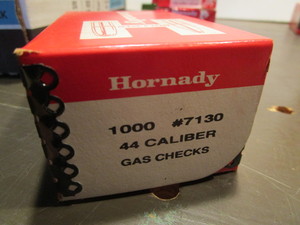 Hornady
1000 #7130
44 CALIBER
GAS CHECKS